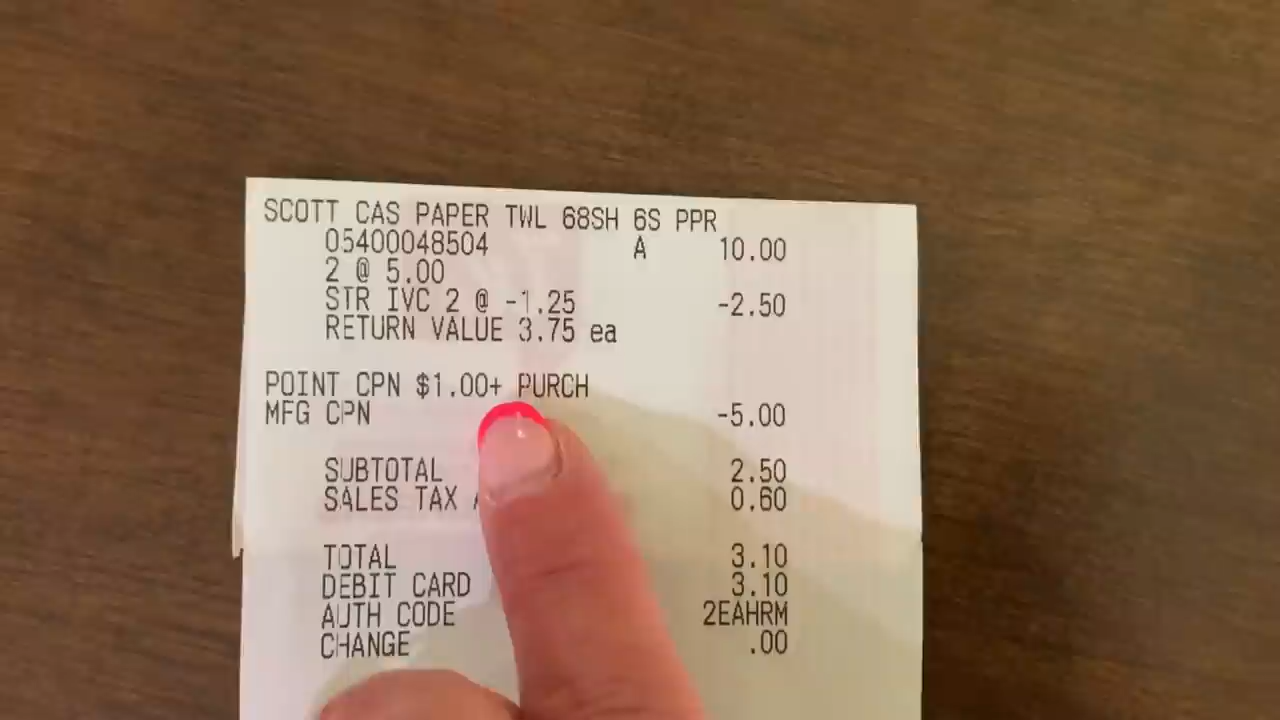 SCOTT CAS PAPER TWL 68SH 6S PPR
05400048504 A 10.00
2 @ 5.00
STR IVC 2 @ -1.25 -2.50
RETURN VALUE 3.75 ea
POINT CPN $1.00+ PURCH
MFG CPN -5.00
SUBTOTAL 2.50
SALES TAX 0.60
TOTAL 3.10
DEBIT CARD 3.10
AUTH CODE 2EAHRM
CHANGE .00